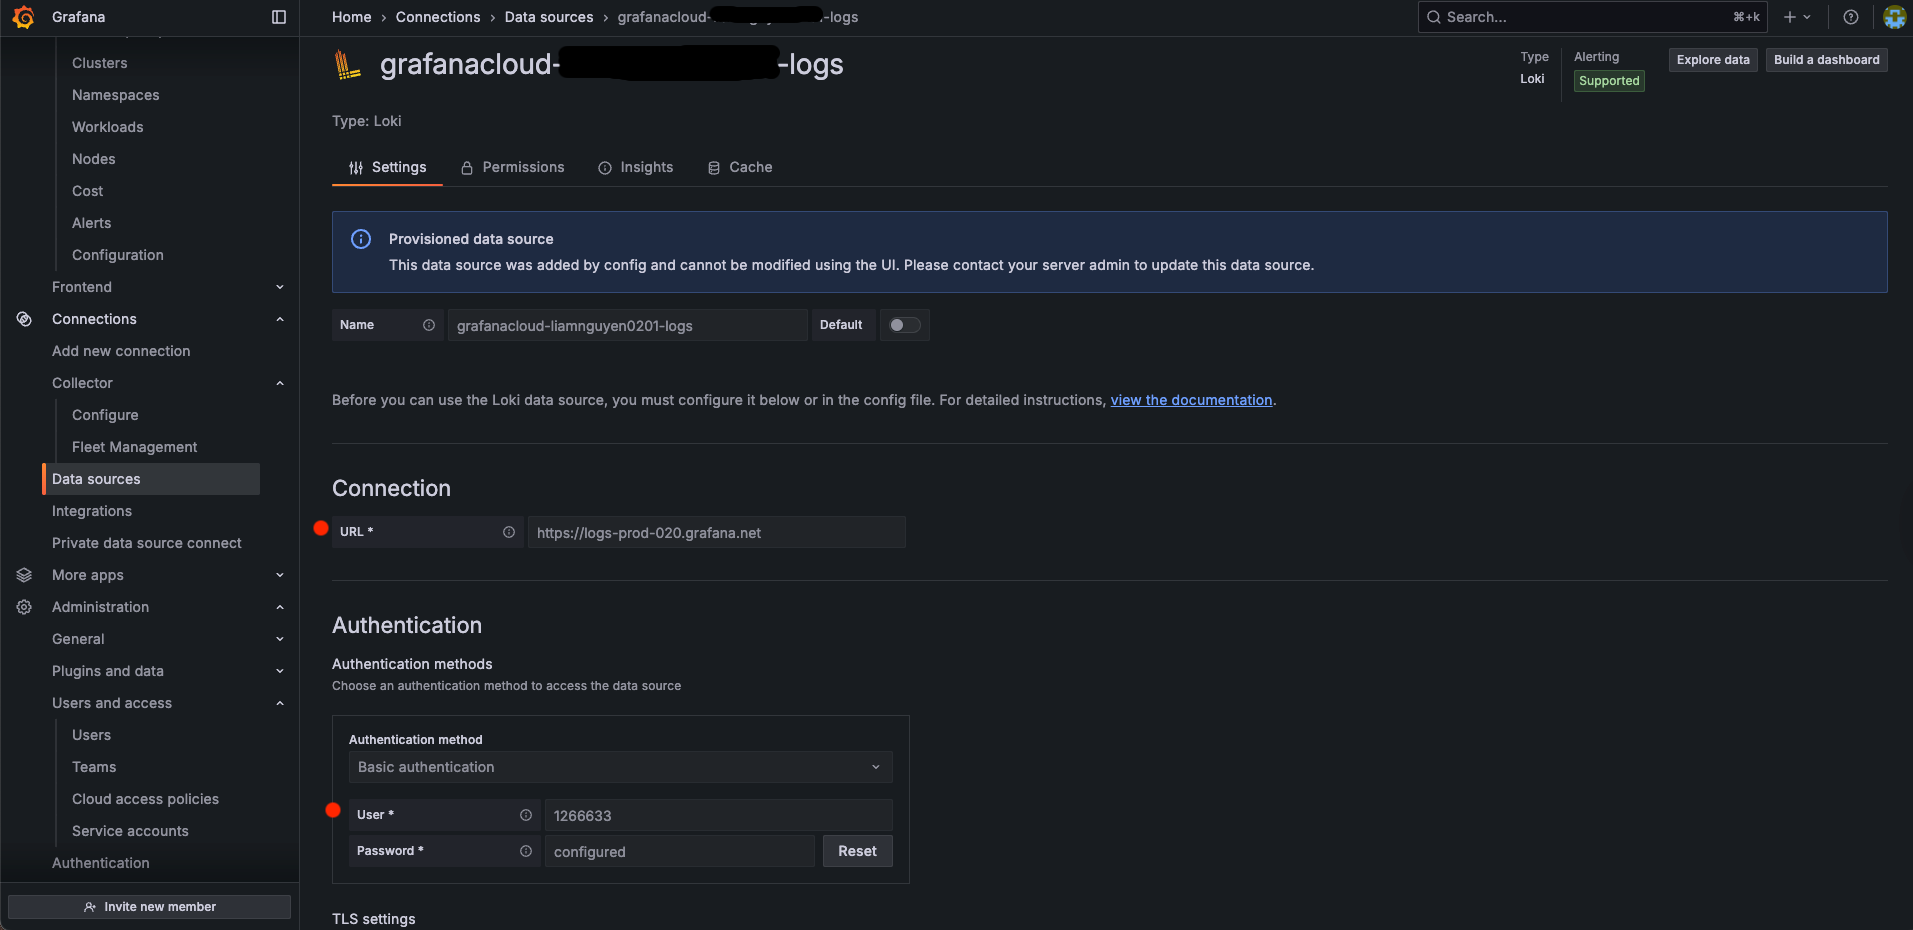 Grafana
Home › Connections › Data sources › grafanacloud- -logs
Search... ⌘+k
Clusters
Namespaces
Workloads
Nodes
Cost
Alerts
Configuration
Frontend
Connections
Add new connection
Collector
Configure
Fleet Management
Data sources
Integrations
Private data source connect
More apps
Administration
General
Plugins and data
Users and access
Users
Teams
Cloud access policies
Service accounts
Authentication
Invite new member
grafanacloud- -logs
Type
Loki
Alerting
Supported
Explore data
Build a dashboard
Type: Loki
Settings Permissions Insights Cache
Provisioned data source
This data source was added by config and cannot be modified using the UI. Please contact your server admin to update this data source.
Name grafanacloud-liamnguyen0201-logs Default
Before you can use the Loki data source, you must configure it below or in the config file. For detailed instructions, view the documentation.
Connection
URL * https://logs-prod-020.grafana.net
Authentication
Authentication methods
Choose an authentication method to access the data source
Authentication method
Basic authentication
User * 1266633
Password * configured Reset
TLS settings